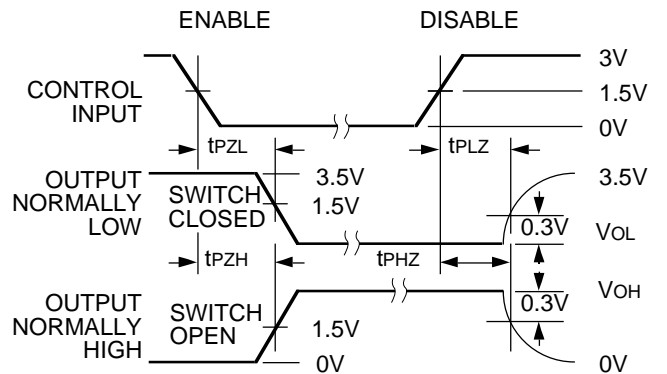 ENABLE DISABLE
3V
CONTROL 1.5V
INPUT
0V
tPZL tPLZ
OUTPUT 3.5V 3.5V
NORMALLY SWITCH
LOW CLOSED 1.5V
0.3V VOL
tPZH tPHZ
OUTPUT SWITCH 0.3V VOH
NORMALLY OPEN
HIGH 1.5V
0V 0V